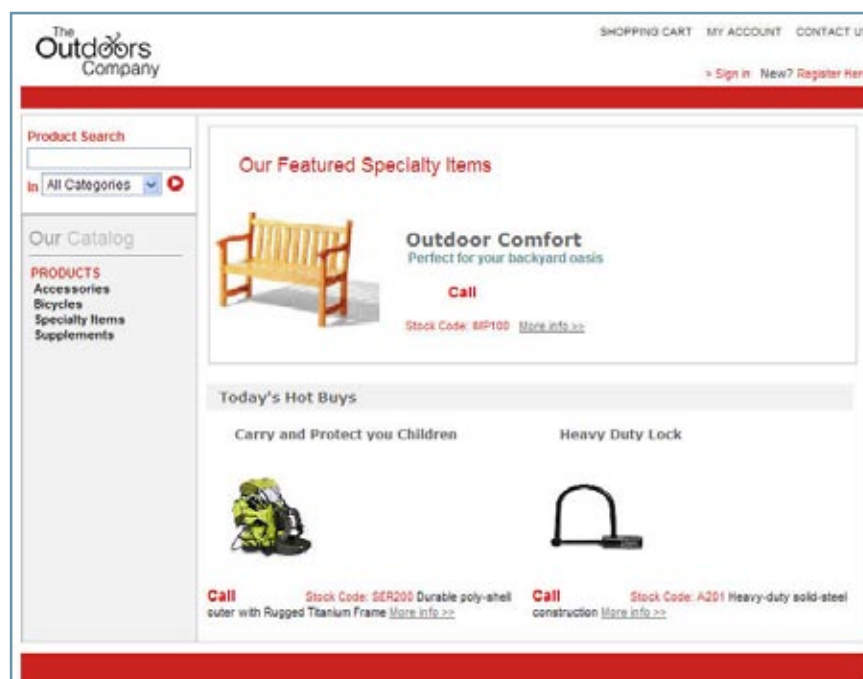 The
Outdoors
Company
SHOPPING CART MY ACCOUNT CONTACT US
> Sign in New? Register Her
Product Search
In All Categories
Our Catalog
PRODUCTS
Accessories
Bicycles
Specialty Items
Supplements
Our Featured Specialty Items
Outdoor Comfort
Perfect for your backyard oasis
Call
Stock Code: IMP100 More info >>
Today's Hot Buys
Carry and Protect you Children
Call Stock Code: SER200 Durable poly-shell
outer with Rugged Titanium Frame More info >>
Heavy Duty Lock
Call Stock Code: A201 Heavy-duty solid-steel
construction More info >>